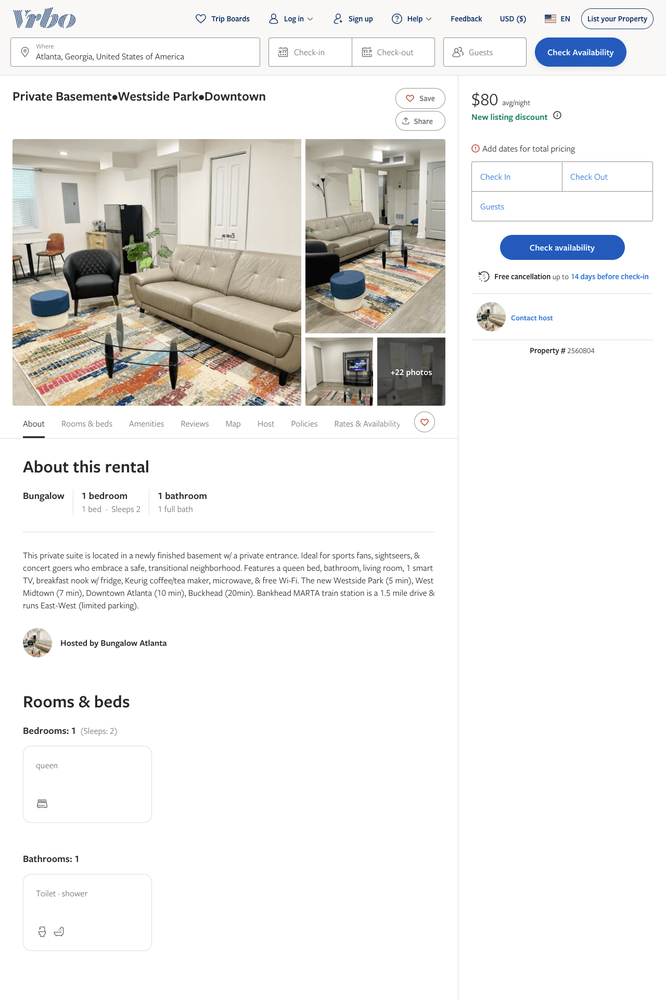 Vrbo
Trip Boards
Log in
Sign up
Help
Feedback
USD ($)
EN
List your Property
Where
Atlanta, Georgia, United States of America
Check-in
Check-out
Guests
Check Availability
Private Basement●Westside Park●Downtown
Save
Share
$80 avg/night
New listing discount
Add dates for total pricing
Check In
Check Out
Guests
Check availability
Free cancellation up to 14 days before check-in
Contact host
Property # 2560804
+22 photos
About
Rooms & beds
Amenities
Reviews
Map
Host
Policies
Rates & Availability
About this rental
Bungalow
1 bedroom
1 bed · Sleeps 2
1 bathroom
1 full bath
This private suite is located in a newly finished basement w/ a private entrance. Ideal for sports fans, sightseers, &
concert goers who embrace a safe, transitional neighborhood. Features a queen bed, bathroom, living room, 1 smart
TV, breakfast nook w/ fridge, Keurig coffee/tea maker, microwave, & free Wi-Fi. The new Westside Park (5 min), West
Midtown (7 min), Downtown Atlanta (10 min), Buckhead (20min). Bankhead MARTA train station is a 1.5 mile drive &
runs East-West (limited parking).
Hosted by Bungalow Atlanta
Rooms & beds
Bedrooms: 1 (Sleeps: 2)
queen
Bathrooms: 1
Toilet · shower